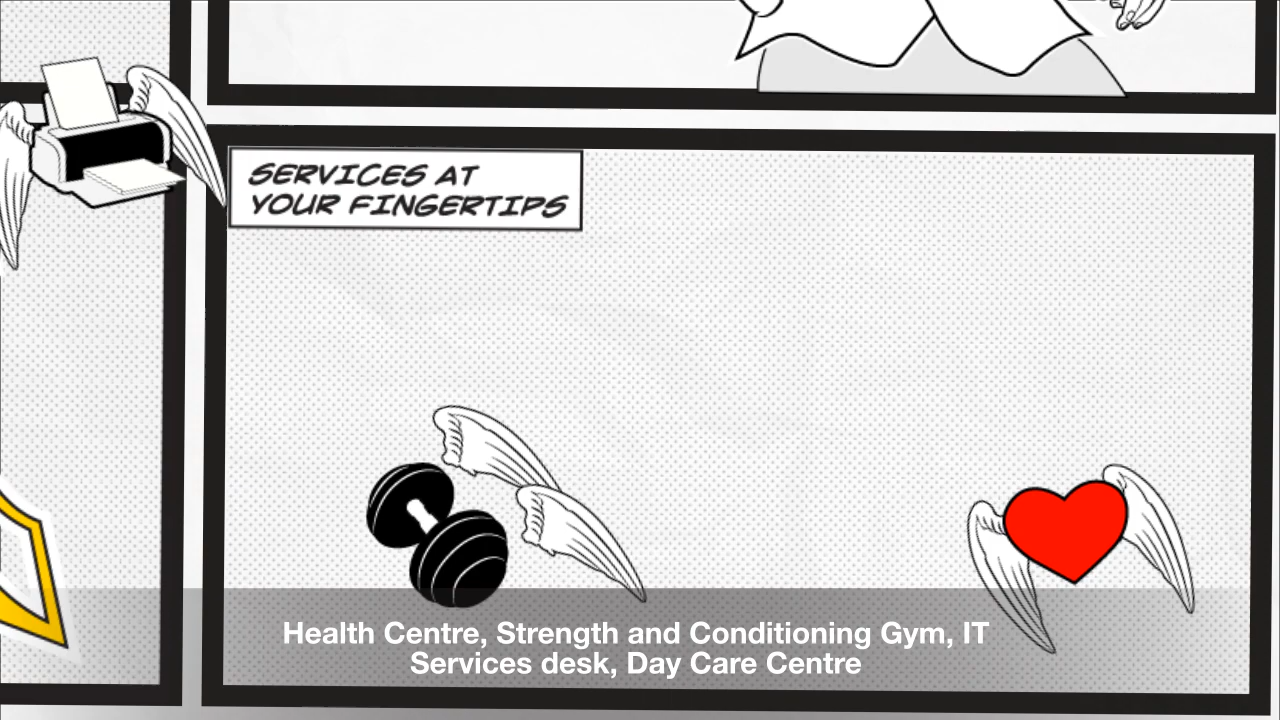 SERVICES AT
YOUR FINGERTIPS
Health Centre, Strength and Conditioning Gym, IT
Services desk, Day Care Centre